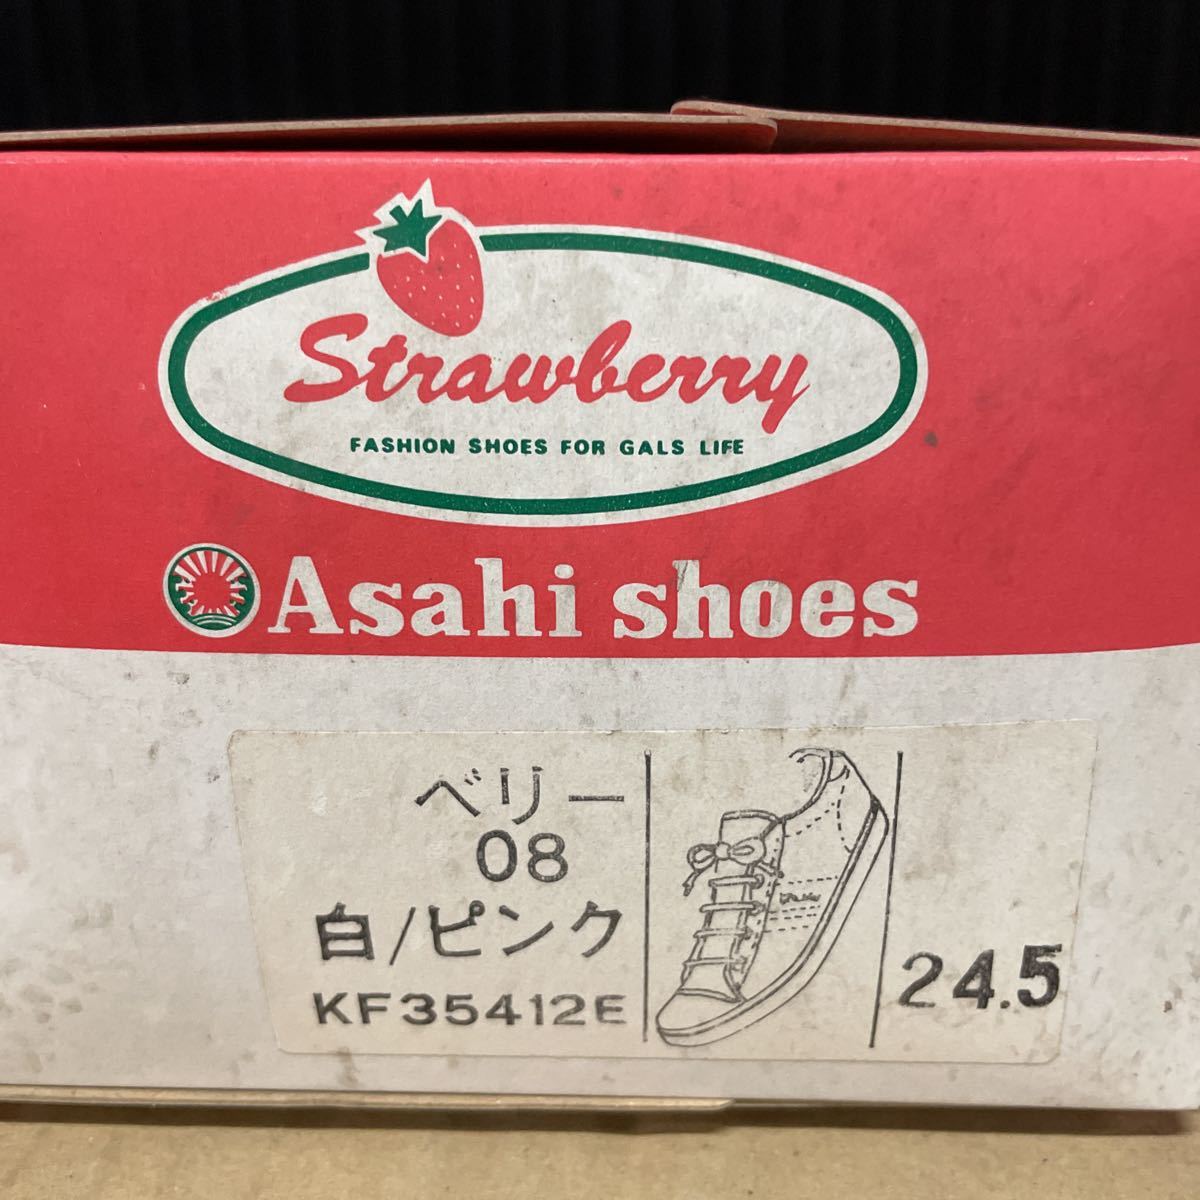 Strawberry
FASHION SHOES FOR GALS LIFE
Asahi shoes
ベリー
08
白/ピンク
KF35412E
24.5